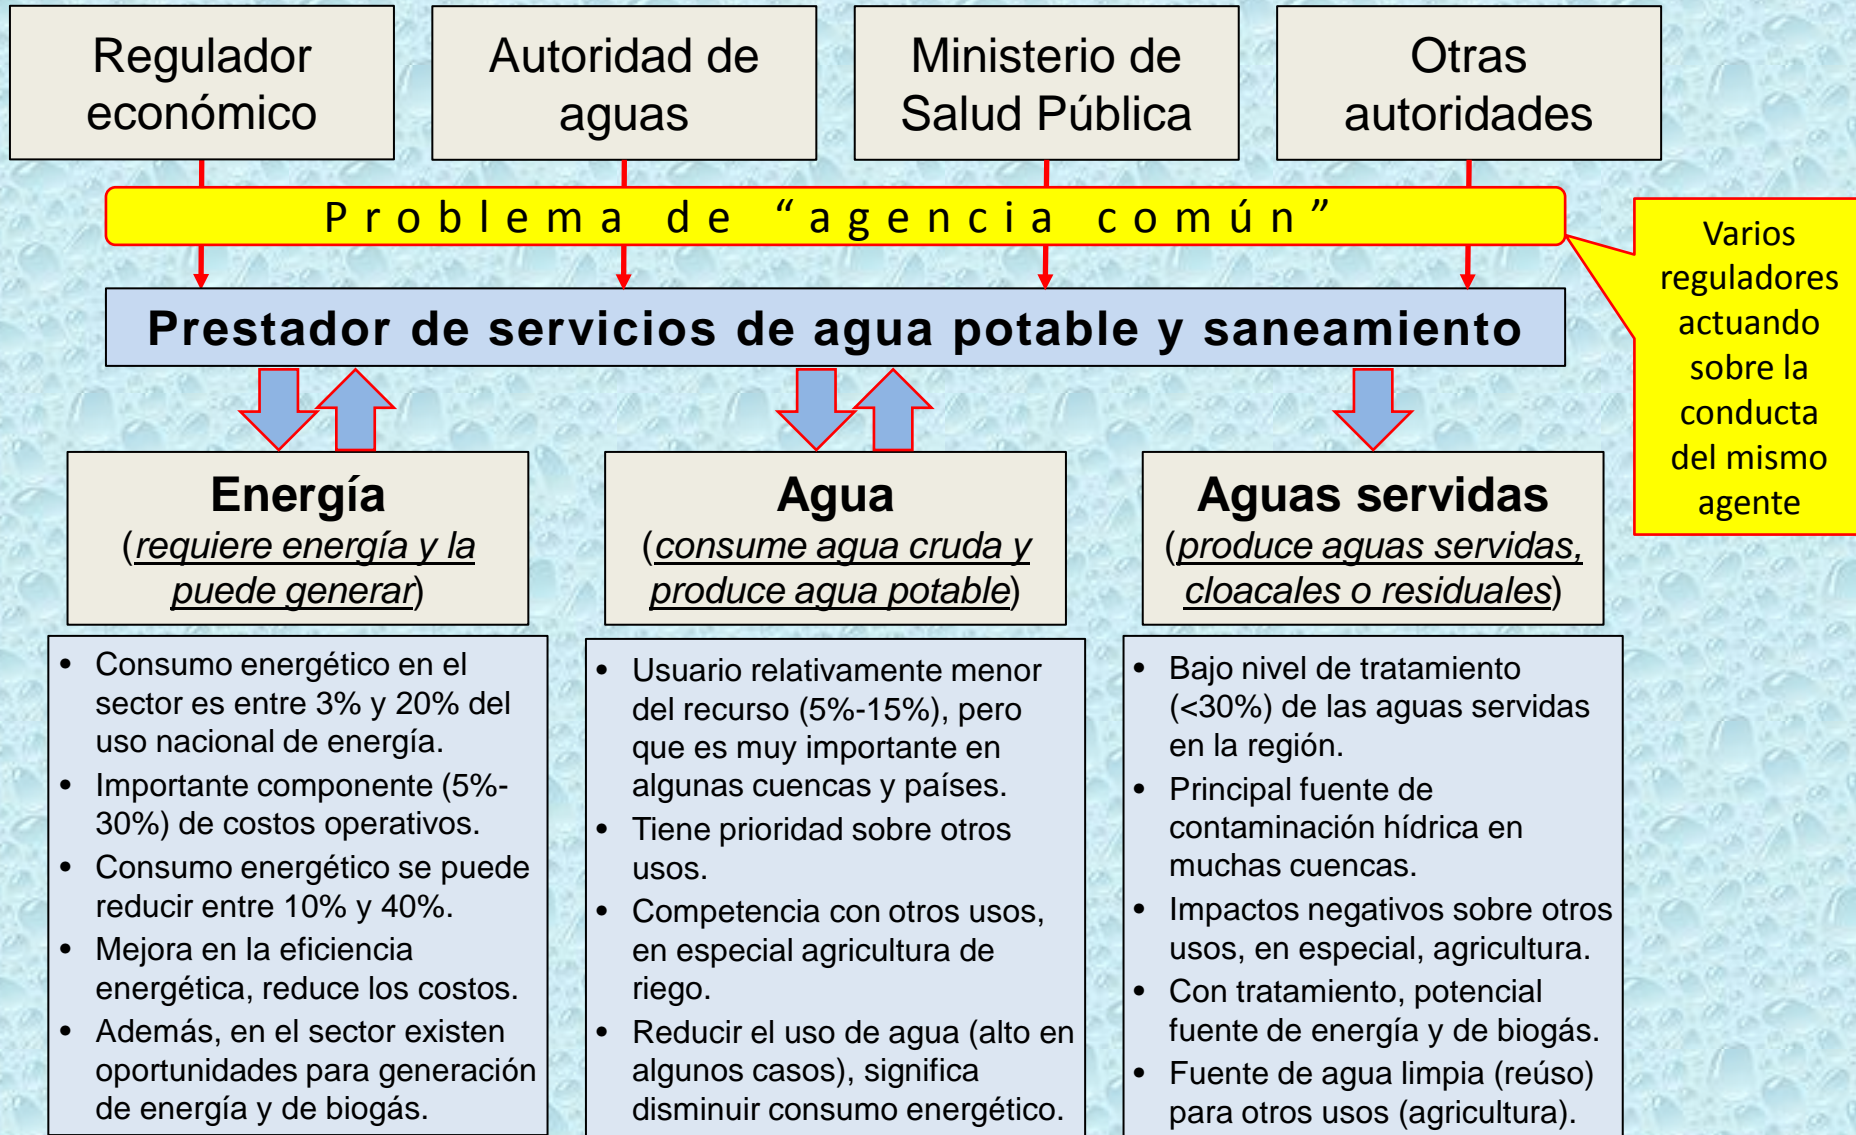 Regulador
económico
Autoridad de
aguas
Ministerio de
Salud Pública
Otras
autoridades
Problema de “agencia común”
Varios
reguladores
actuando
sobre la
conducta
del mismo
agente
Prestador de servicios de agua potable y saneamiento
Energía
(requiere energía y la
puede generar)
• Consumo energético en el
sector es entre 3% y 20% del
uso nacional de energía.
• Importante componente (5%-
30%) de costos operativos.
• Consumo energético se puede
reducir entre 10% y 40%.
• Mejora en la eficiencia
energética, reduce los costos.
• Además, en el sector existen
oportunidades para generación
de energía y de biogás.
Agua
(consume agua cruda y
produce agua potable)
• Usuario relativamente menor
del recurso (5%-15%), pero
que es muy importante en
algunas cuencas y países.
• Tiene prioridad sobre otros
usos.
• Competencia con otros usos,
en especial agricultura de
riego.
• Reducir el uso de agua (alto en
algunos casos), significa
disminuir consumo energético.
Aguas servidas
(produce aguas servidas,
cloacales o residuales)
• Bajo nivel de tratamiento
(<30%) de las aguas servidas
en la región.
• Principal fuente de
contaminación hídrica en
muchas cuencas.
• Impactos negativos sobre otros
usos, en especial, agricultura.
• Con tratamiento, potencial
fuente de energía y de biogás.
• Fuente de agua limpia (reúso)
para otros usos (agricultura).